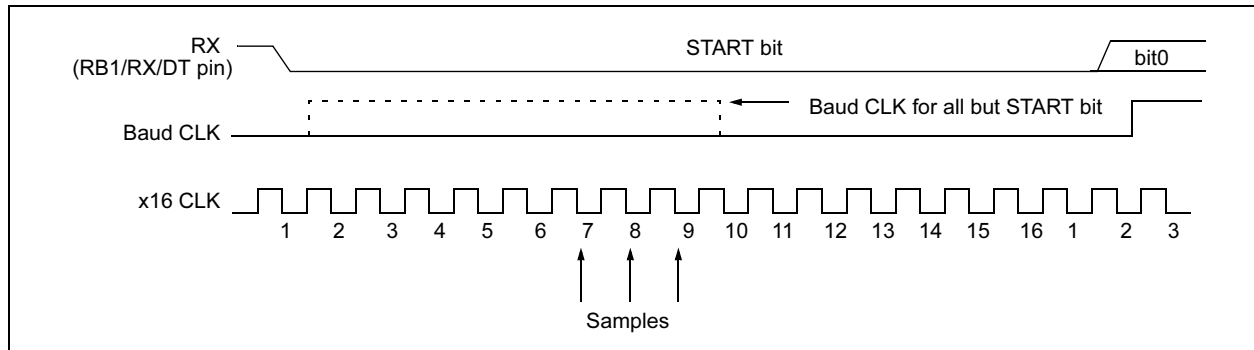 RX
(RB1/RX/DT pin)
START bit
bit0
Baud CLK for all but START bit
Baud CLK
x16 CLK
1 2 3 4 5 6 7 8 9 10 11 12 13 14 15 16 1 2 3
Samples